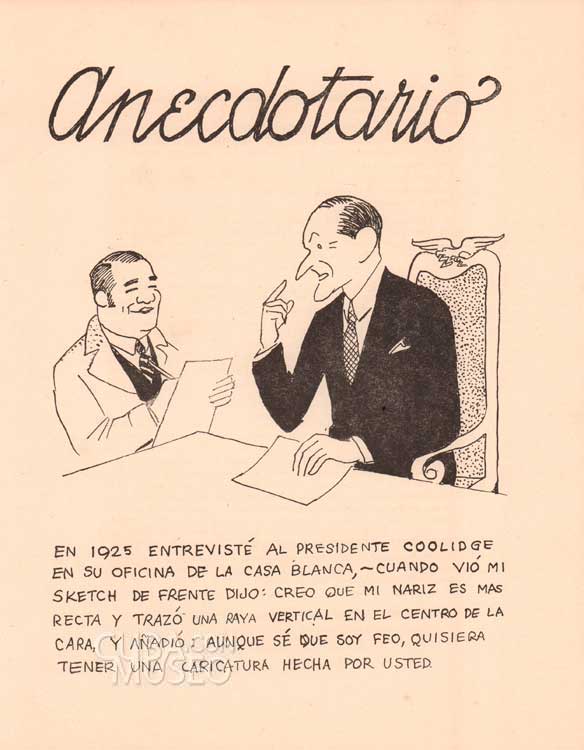 Anecdotario
EN 1925 ENTREVISTÉ AL PRESIDENTE COOLIDGE
EN SU OFICINA DE LA CASA BLANCA,~CUANDO VIÓ MI
SKETCH DE FRENTE DIJO: CREO QUE MI NARIZ ES MAS
RECTA Y TRAZÓ UNA RAYA VERTICAL EN EL CENTRO DE LA
CARA, Y AÑADIÓ: AUNQUE SÉ QUE SOY FEO, QUISIERA
TENER UNA CARICATURA HECHA POR USTED.
MUSEO